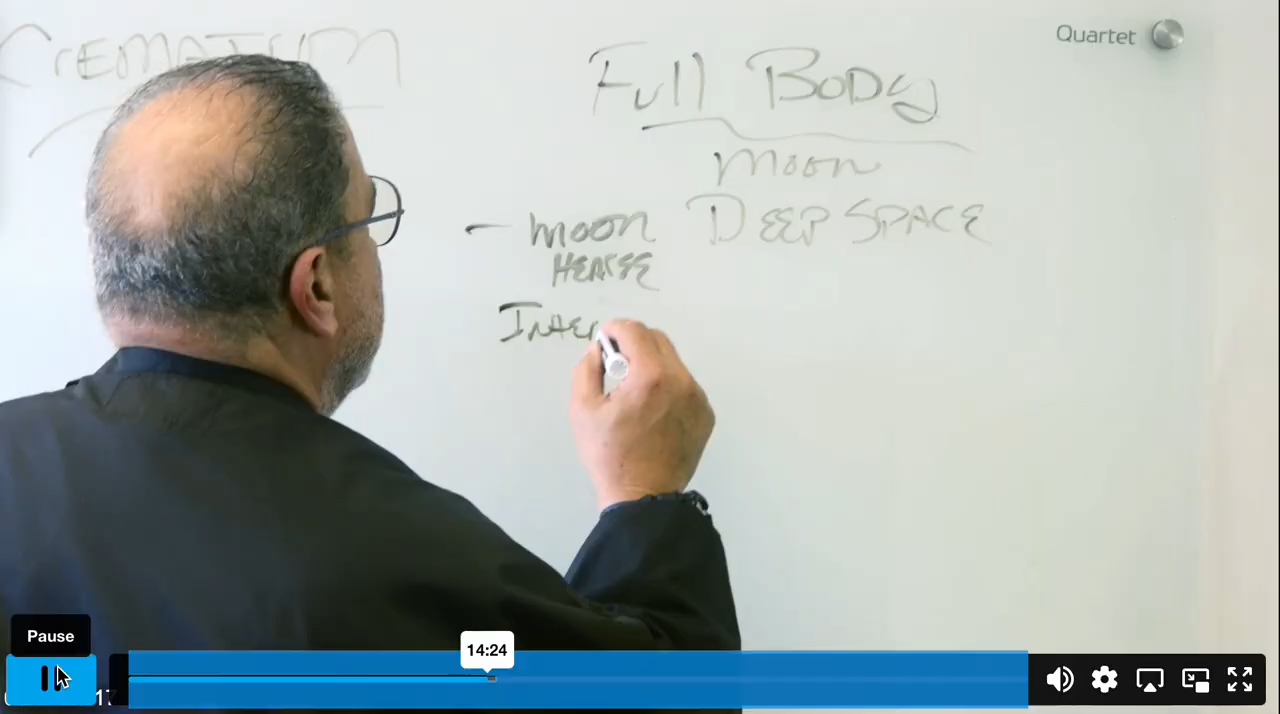 Quartet
Full BODy
moon
DEEP SPACE
– moon
HEARSE
Pause
14:24